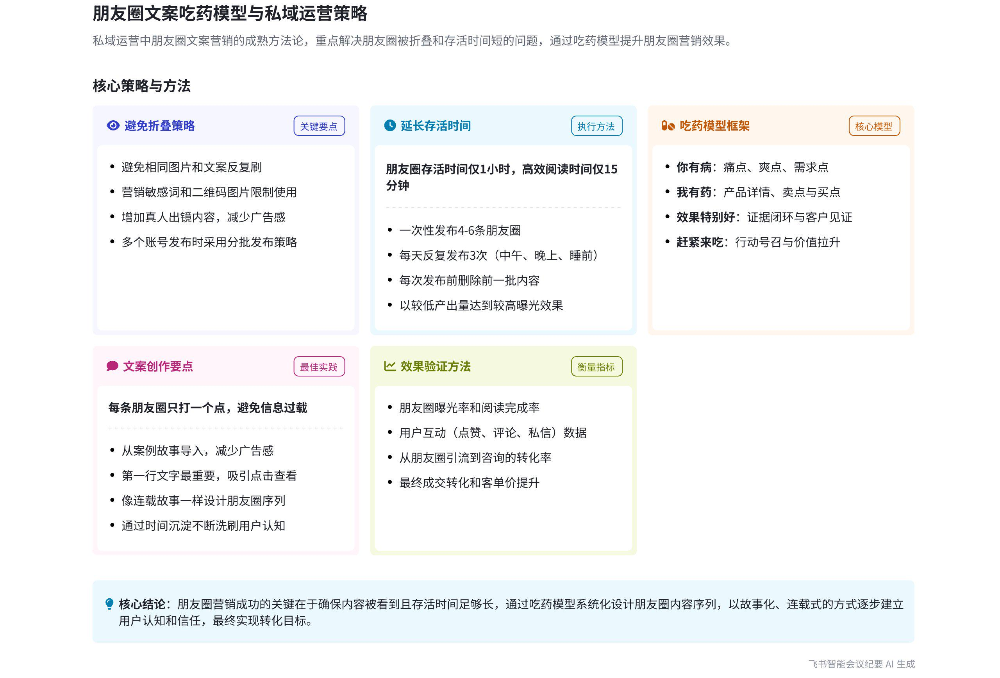 朋友圈文案吃药模型与私域运营策略
私域运营中朋友圈文案营销的成熟方法论，重点解决朋友圈被折叠和存活时间短的问题，通过吃药模型提升朋友圈营销效果。
核心策略与方法
避免折叠策略
关键要点
• 避免相同图片和文案反复刷
• 营销敏感词和二维码图片限制使用
• 增加真人出镜内容，减少广告感
• 多个账号发布时采用分批发布策略
延长存活时间
执行方法
朋友圈存活时间仅1小时，高效阅读时间仅15
分钟
• 一次性发布4-6条朋友圈
• 每天反复发布3次（中午、晚上、睡前）
• 每次发布前删除前一批内容
• 以较低产出量达到较高曝光效果
吃药模型框架
核心模型
• 你有病：痛点、爽点、需求点
• 我有药：产品详情、卖点与买点
• 效果特别好：证据闭环与客户见证
• 赶紧来吃：行动号召与价值拉升
文案创作要点
最佳实践
每条朋友圈只打一个点，避免信息过载
• 从案例故事导入，减少广告感
• 第一行文字最重要，吸引点击查看
• 像连载故事一样设计朋友圈序列
• 通过时间沉淀不断洗刷用户认知
效果验证方法
衡量指标
• 朋友圈曝光率和阅读完成率
• 用户互动（点赞、评论、私信）数据
• 从朋友圈引流到咨询的转化率
• 最终成交转化和客单价提升
核心结论：朋友圈营销成功的关键在于确保内容被看到且存活时间足够长，通过吃药模型系统化设计朋友圈内容序列，以故事化、连载式的方式逐步建立
用户认知和信任，最终实现转化目标。
飞书智能会议纪要 AI 生成